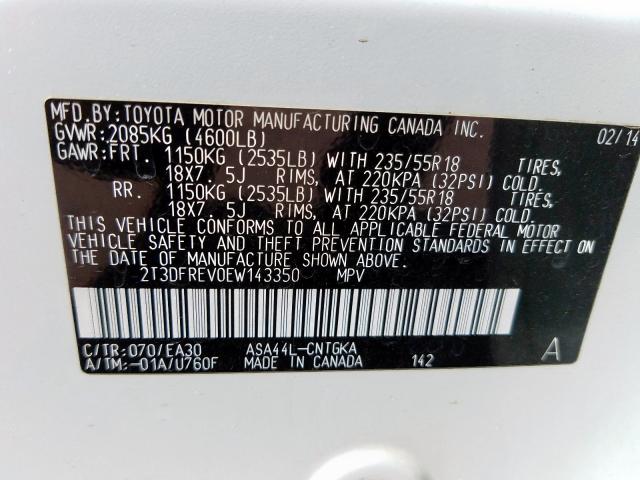 MFD.BY:TOYOTA MOTOR MANUFACTURING CANADA INC. 02/14
GVWR:2085KG (4600LB)
GAWR:FRT. 1150KG (2535LB) WITH 235/55R18 TIRES,
18X7.5J RIMS, AT 220KPA (32PSI) COLD.
RR. 1150KG (2535LB) WITH 235/55R18 TIRES,
18X7.5J RIMS, AT 220KPA (32PSI) COLD.
THIS VEHICLE CONFORMS TO ALL APPLICABLE FEDERAL MOTOR
VEHICLE SAFETY AND THEFT PREVENTION STANDARDS IN EFFECT ON
THE DATE OF MANUFACTURE SHOWN ABOVE.
2T3DFREV0EW143350 MPV
C/TR:070/EA30 ASA44L-CNTGKA A
A/TM:-01A/U760F MADE IN CANADA 142